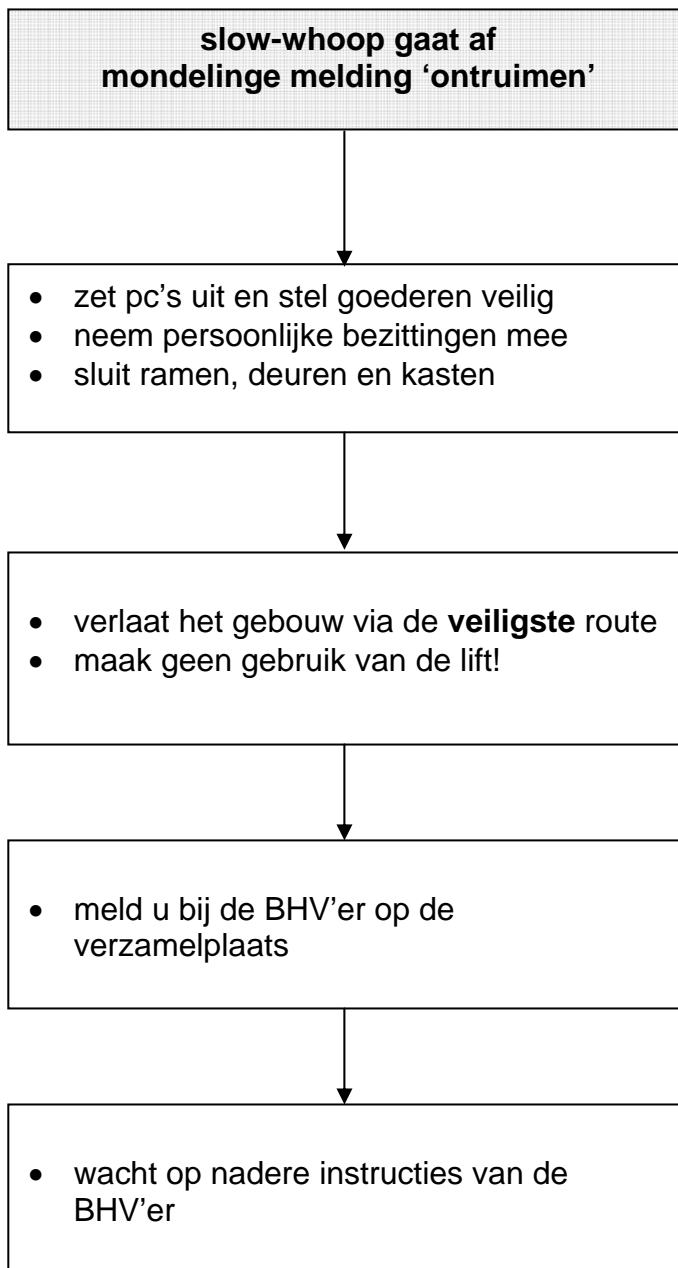 slow-whoop gaat af
mondelinge melding ‘ontruimen’
• zet pc’s uit en stel goederen veilig
• neem persoonlijke bezittingen mee
• sluit ramen, deuren en kasten
• verlaat het gebouw via de veiligste route
• maak geen gebruik van de lift!
• meld u bij de BHV’er op de
verzamelplaats
• wacht op nadere instructies van de
BHV’er